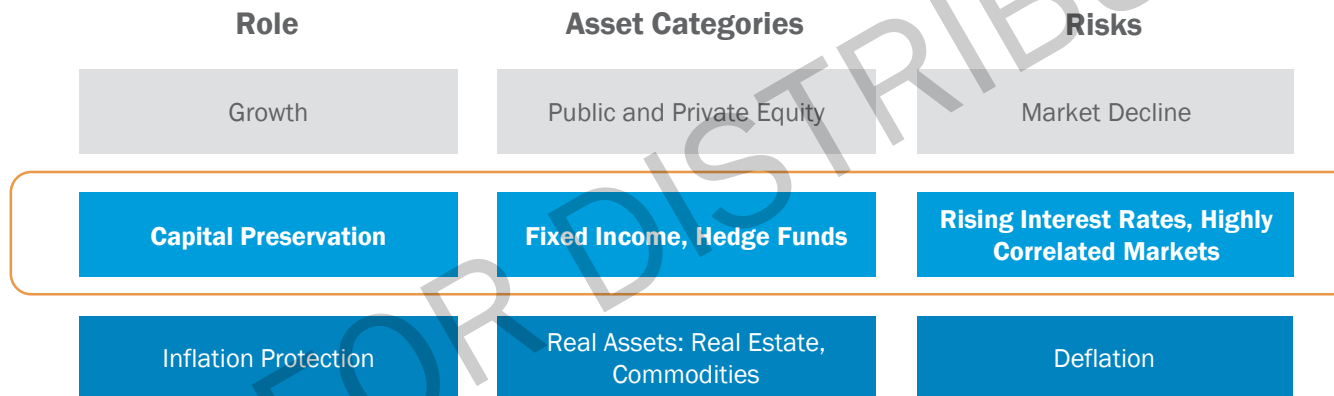 Role
Asset Categories
Risks
Growth
Public and Private Equity
Market Decline
Capital Preservation
Fixed Income, Hedge Funds
Rising Interest Rates, Highly
Correlated Markets
Inflation Protection
Real Assets: Real Estate,
Commodities
Deflation
FOR